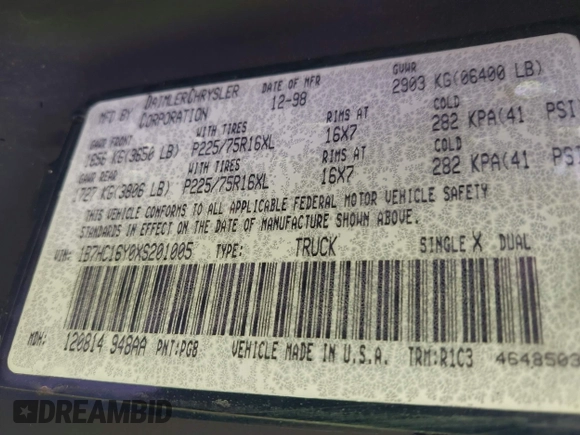 MFD BY DAIMLERCHRYSLER CORPORATION DATE OF MFR 12-98 GVWR 2903 KG(06400 LB)
GAWR FRONT WITH TIRES RIMS AT COLD
1656 KG(3650 LB) P225/75R16XL 16X7 282 KPA(41 PSI
GAWR REAR WITH TIRES RIMS AT COLD
1727 KG(3806 LB) P225/75R16XL 16X7 282 KPA(41 PSI
THIS VEHICLE CONFORMS TO ALL APPLICABLE FEDERAL MOTOR VEHICLE SAFETY
STANDARDS IN EFFECT ON THE DATE OF MANUFACTURE SHOWN ABOVE.
VIN: 1B7HC16Y0XS201005 TYPE: TRUCK SINGLE X DUAL
MDH: 120814 948AA PNT:PG8 VEHICLE MADE IN U.S.A. TRM:R1C3 4648503
DREAMBID